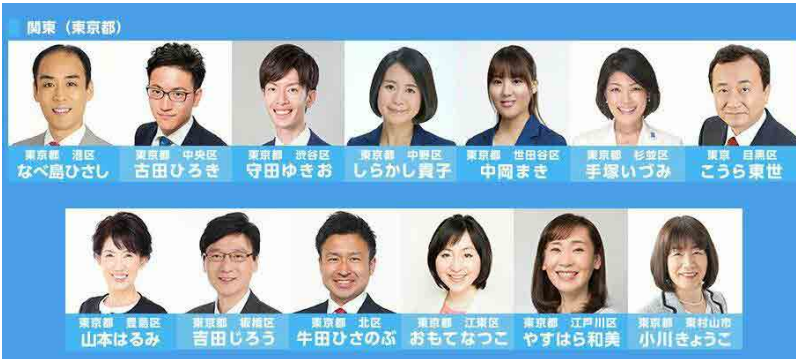 関東（東京都）
東京都 港区
なべ島ひさし
東京都 中央区
古田ひろき
東京都 渋谷区
守田ゆきお
東京都 中野区
しらかし貴子
東京都 世田谷区
中岡まき
東京都 杉並区
手塚いづみ
東京 目黒区
こうら東世
東京都 豊島区
山本はるみ
東京都 板橋区
吉田じろう
東京都 北区
牛田ひさのぶ
東京都 江東区
おもてなつこ
東京都 江戸川区
やすはら和美
東京都 東村山市
小川きょうこ